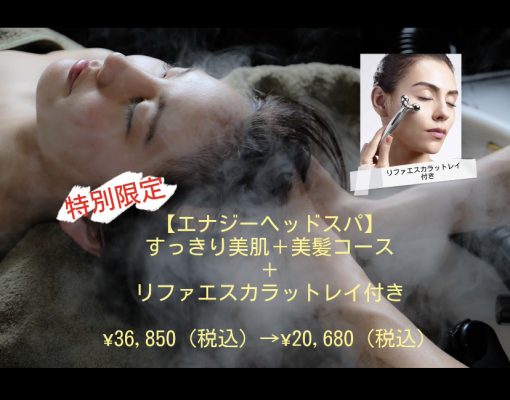 リファエスカラットレイ
付き
特別限定
【エナジーヘッドスパ】
すっきり美肌＋美髪コース
＋
リファエスカラットレイ付き
¥36,850（税込）→¥20,680（税込）